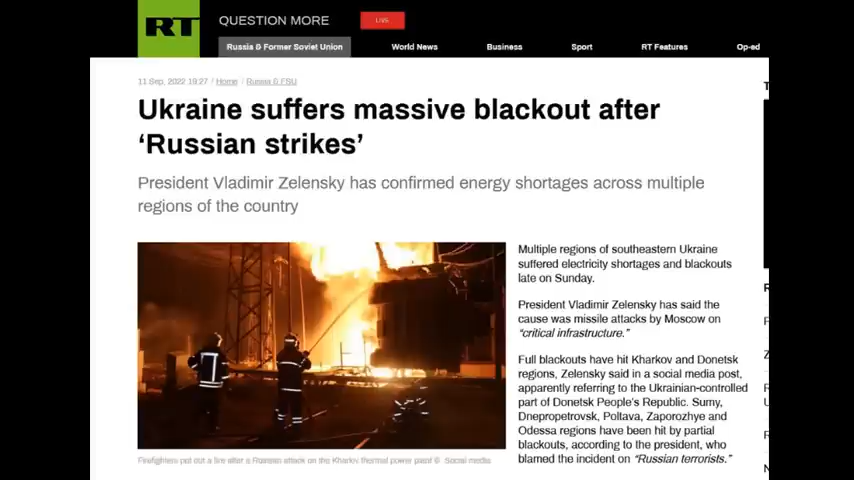 RT
QUESTION MORE
LIVE
Russia & Former Soviet Union
World News
Business
Sport
RT Features
Op-ed
11 Sep, 2022 19:27 / Home / Russia & FSU
Ukraine suffers massive blackout after
‘Russian strikes’
President Vladimir Zelensky has confirmed energy shortages across multiple
regions of the country
Multiple regions of southeastern Ukraine
suffered electricity shortages and blackouts
late on Sunday.
President Vladimir Zelensky has said the
cause was missile attacks by Moscow on
“critical infrastructure.”
Full blackouts have hit Kharkov and Donetsk
regions, Zelensky said in a social media post,
apparently referring to the Ukrainian-controlled
part of Donetsk People’s Republic. Sumy,
Dnepropetrovsk, Poltava, Zaporozhye and
Odessa regions have been hit by partial
blackouts, according to the president, who
blamed the incident on “Russian terrorists.”
Firefighters put out a fire after a Russian attack on the Kharkov thermal power plant © Social media